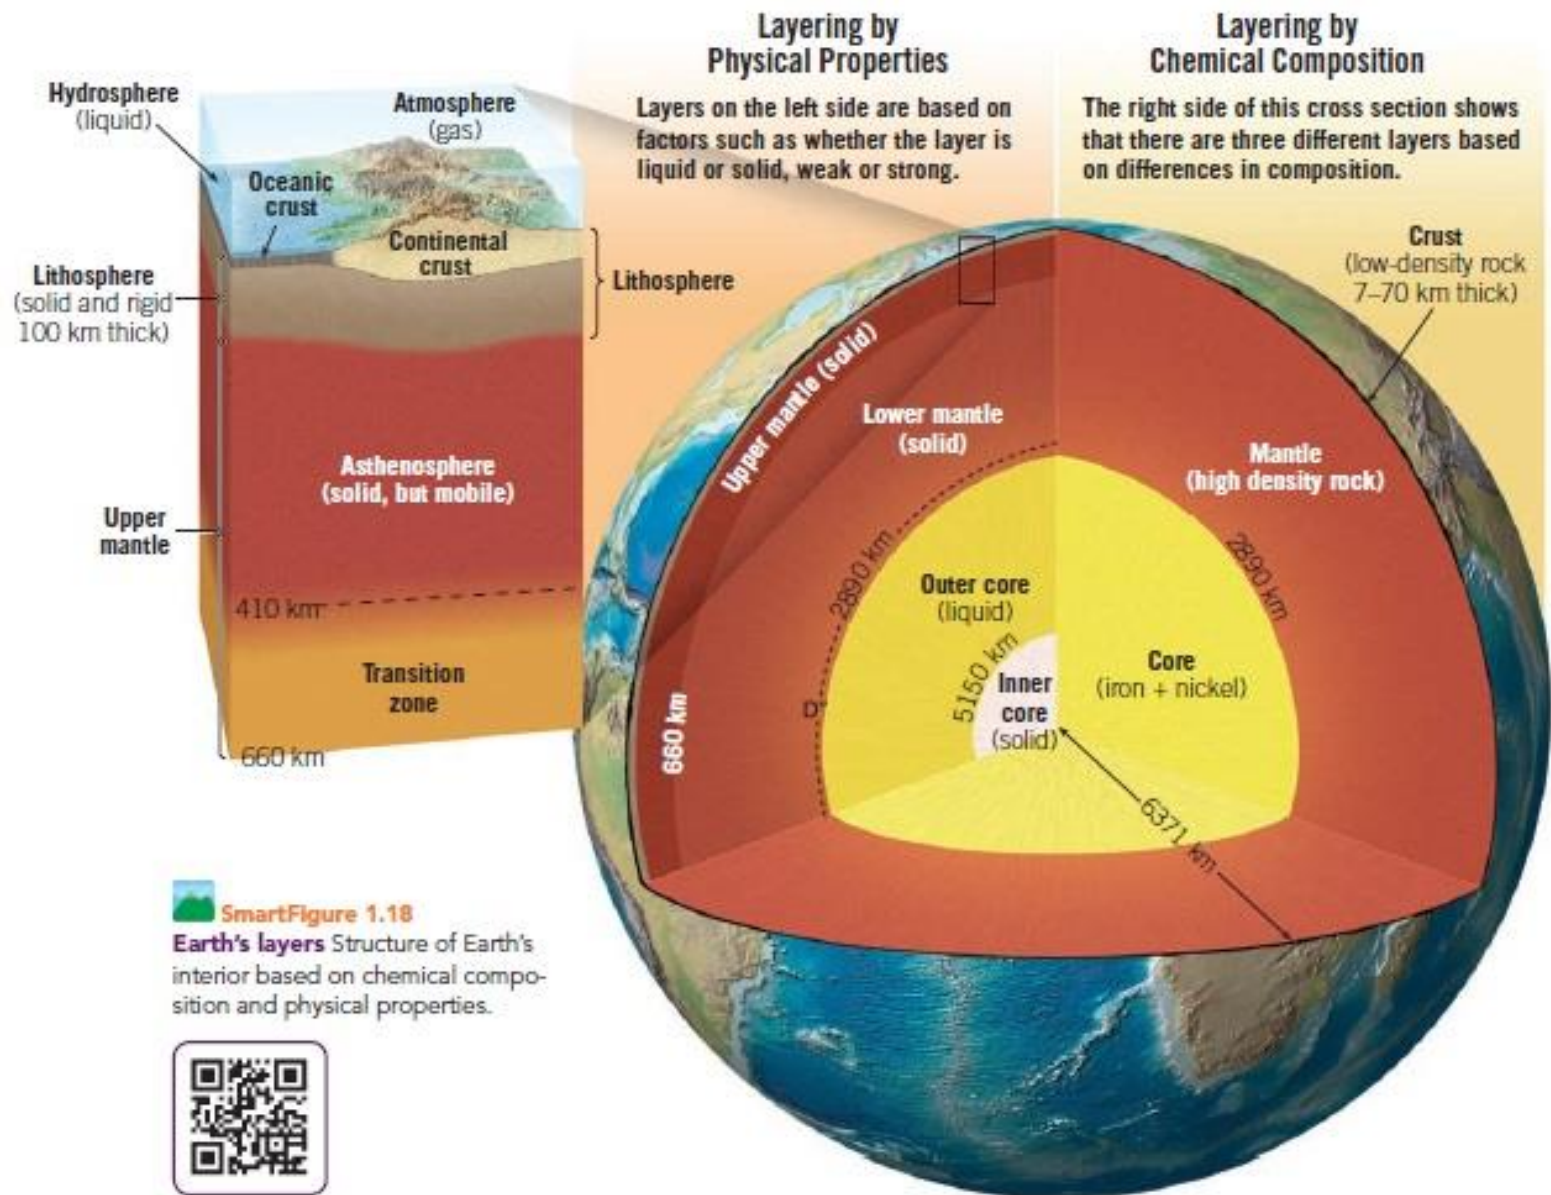 Layering by
Physical Properties
Layers on the left side are based on
factors such as whether the layer is
liquid or solid, weak or strong.
Layering by
Chemical Composition
The right side of this cross section shows
that there are three different layers based
on differences in composition.
Hydrosphere
(liquid)
Atmosphere
(gas)
Oceanic
crust
Continental
crust
Lithosphere
(solid and rigid
100 km thick)
Lithosphere
Asthenosphere
(solid, but mobile)
Upper
mantle
410 km
Transition
zone
660 km
Crust
(low-density rock
7–70 km thick)
Upper mantle (solid)
Lower mantle
(solid)
Mantle
(high density rock)
2890 km
2890 km
Outer core
(liquid)
5150 km
Inner
core
(solid)
Core
(iron + nickel)
D"
660 km
6371 km
SmartFigure 1.18
Earth's layers Structure of Earth's
interior based on chemical compo-
sition and physical properties.